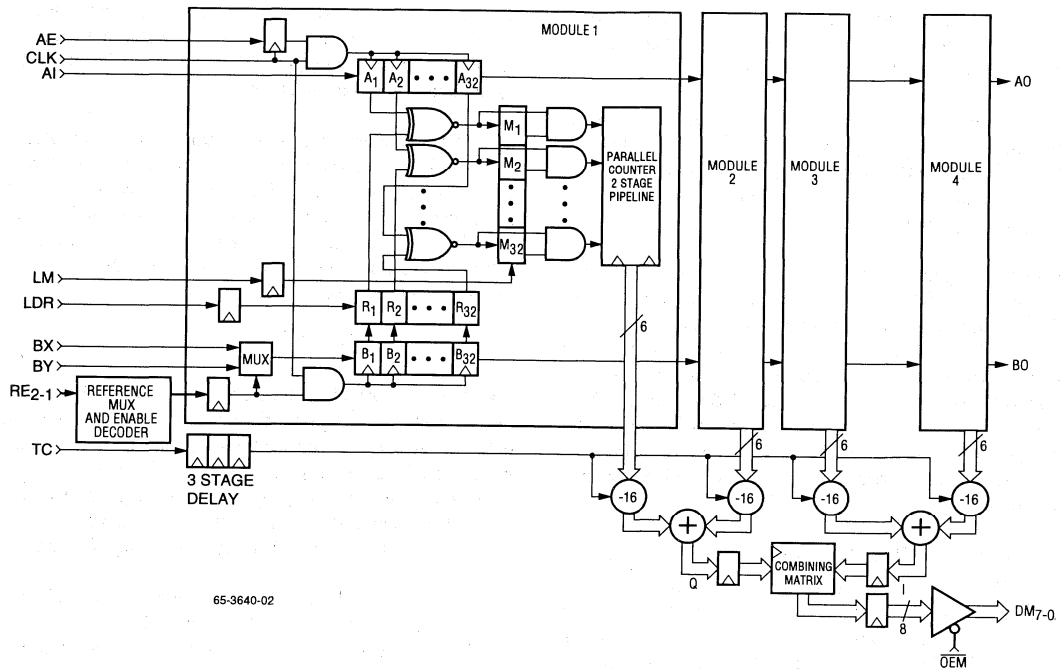 MODULE 1
AE
CLK
AI
A1 A2 A32
AO
M1
M2
M32
PARALLEL
COUNTER
2 STAGE
PIPELINE
MODULE
2
MODULE
3
MODULE
4
LM
LDR
R1 R2 R32
6
BX
BY
MUX
B1 B2 B32
BO
RE2-1
REFERENCE
MUX
AND ENABLE
DECODER
TC
6
6
6
3 STAGE
DELAY
-16
-16
-16
-16
+
+
Q
COMBINING
MATRIX
I
65-3640-02
8
DM7-0
OEM